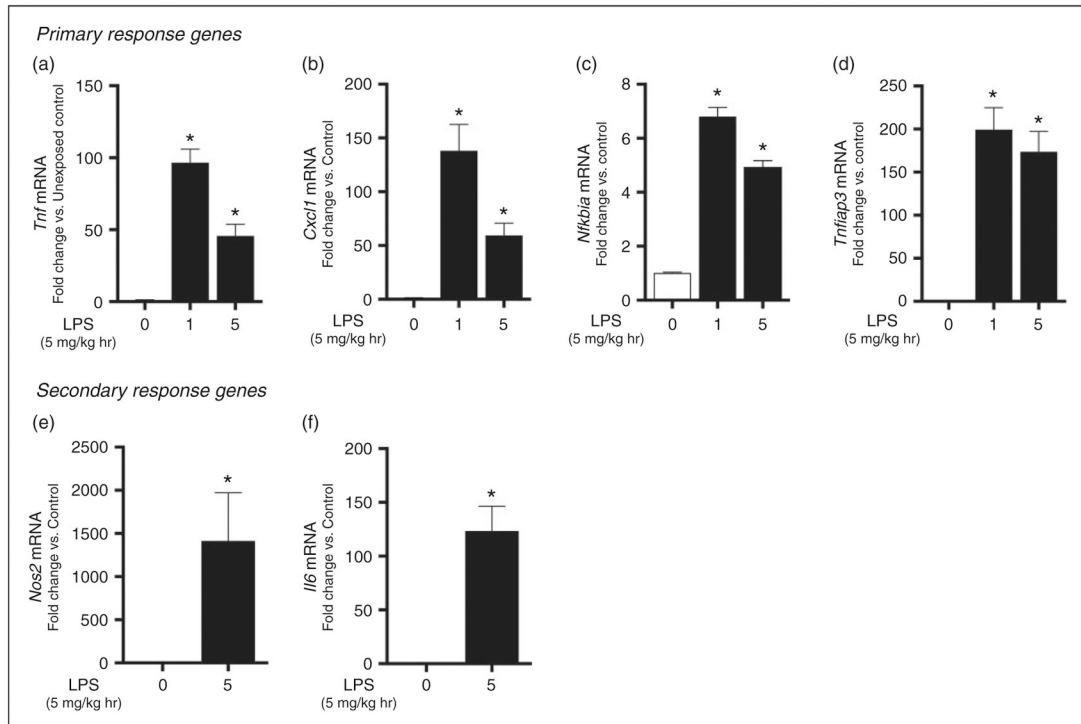 Primary response genes
(a)
Tnf mRNA
Fold change vs. Unexposed control
150
100
50
0
0 1 5
LPS
(5 mg/kg hr)
*
*
(b)
Cxcl1 mRNA
Fold change vs. Control
200
150
100
50
0
0 1 5
LPS
(5 mg/kg hr)
*
*
(c)
Nfkbia mRNA
Fold change vs. Control
8
6
4
2
0
0 1 5
LPS
(5 mg/kg hr)
*
*
(d)
Tnfiap3 mRNA
Fold change vs. control
250
200
150
100
50
0
0 1 5
LPS
(5 mg/kg hr)
*
*
Secondary response genes
(e)
Nos2 mRNA
Fold change vs. Control
2500
2000
1500
1000
500
0
0 5
LPS
(5 mg/kg hr)
*
(f)
Il6 mRNA
Fold change vs. Control
200
150
100
50
0
0 5
LPS
(5 mg/kg hr)
*